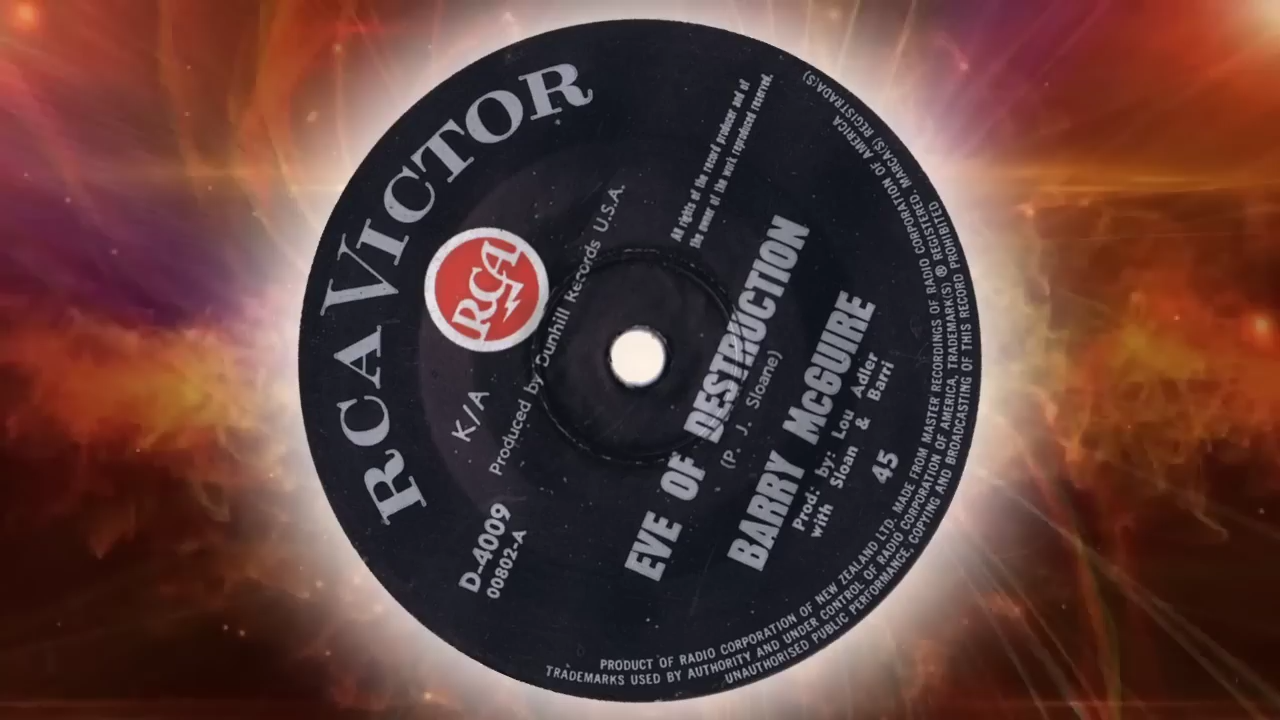 RCA VICTOR
RCA
K/A
Produced by Dunhill Records U.S.A.
D-4009
00802-A
All rights of the record producer and of
the owner of the work reproduced reserved.
EVE OF DESTRUCTION
(P. J. Sloane)
BARRY McGUIRE
Prod: by: Lou Adler
with Sloan & Barri
45
PRODUCT OF RADIO CORPORATION OF NEW ZEALAND LTD. MADE FROM MASTER RECORDINGS OF RADIO CORPORATION OF AMERICA
TRADEMARKS USED BY AUTHORITY AND UNDER CONTROL OF RADIO CORPORATION OF AMERICA, TRADEMARK(S) ® REGISTERED. MARCA(S) REGISTRADA(S)
UNAUTHORISED PUBLIC PERFORMANCE, COPYING AND BROADCASTING OF THIS RECORD PROHIBITED